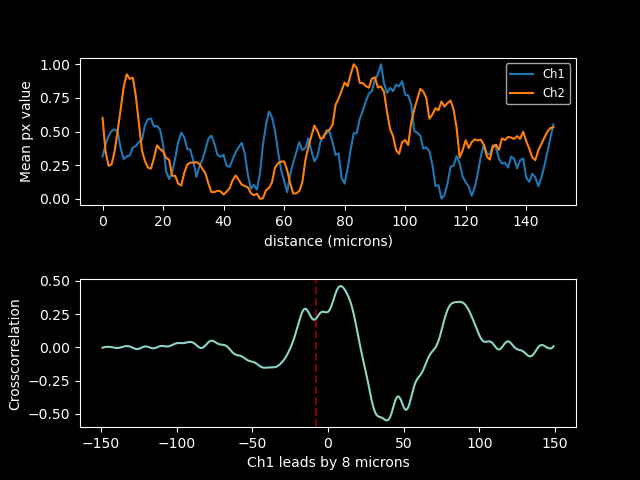 1.00
0.75
0.50
0.25
0.00
Mean px value
Ch1
Ch2
0 20 40 60 80 100 120 140
distance (microns)
0.50
0.25
0.00
−0.25
−0.50
Crosscorrelation
−150 −100 −50 0 50 100 150
Ch1 leads by 8 microns